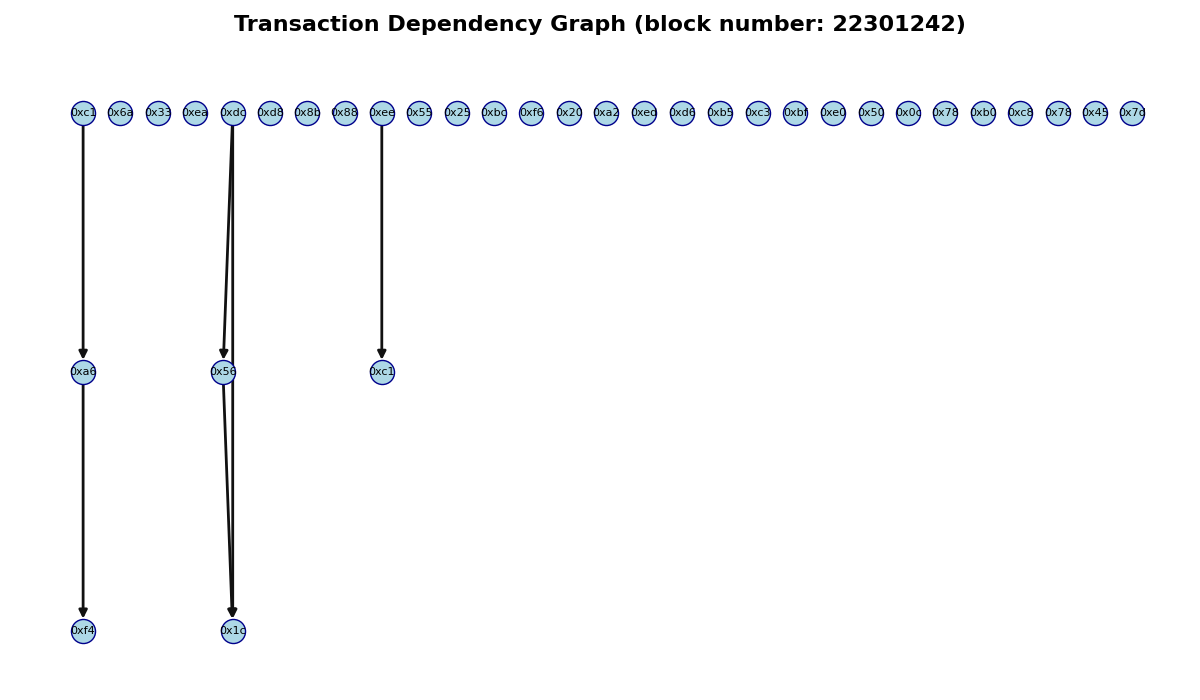 Transaction Dependency Graph (block number: 22301242)
0xc1 0x6a 0x33 0xea 0xdc 0xd8 0x8b 0x88 0xee 0x55 0x25 0xbc 0xf6 0x20 0xa2 0xed 0xd6 0xb5 0xc3 0xbf 0xe0 0x50 0x0c 0x78 0xb0 0xc8 0x78 0x45 0x7d
0xa6 0x56 0xc1
0xf4 0x1c